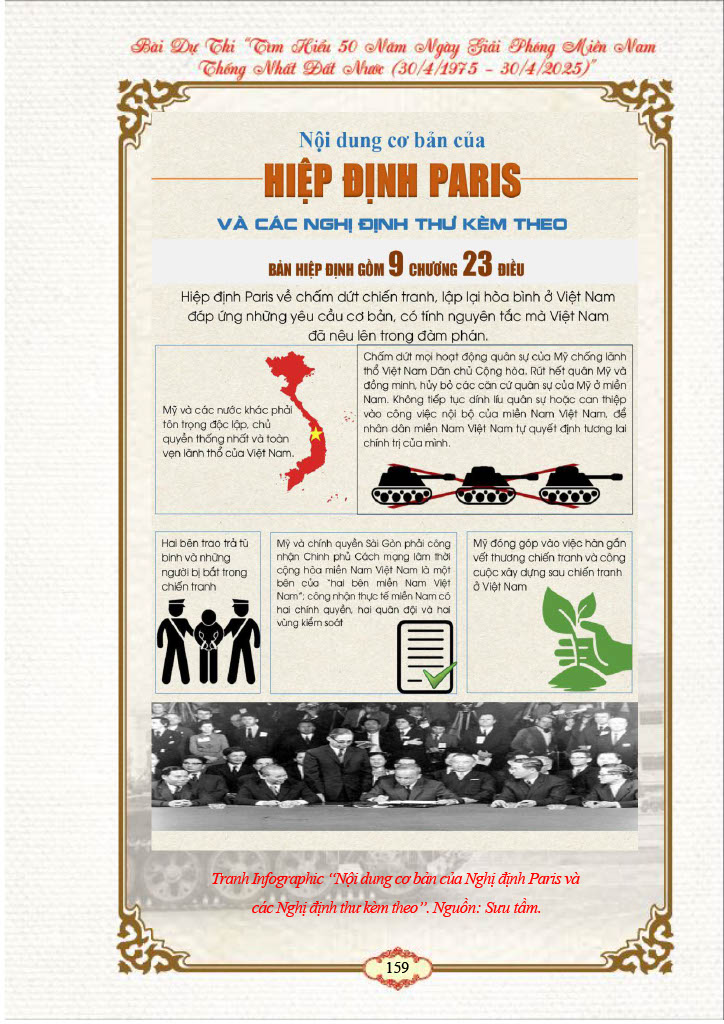 Bài Dự Thi “Tìm Hiểu 50 Năm Ngày Giải Phóng Miền Nam
Thống Nhất Đất Nước (30/4/1975 – 30/4/2025)”
Nội dung cơ bản của
HIỆP ĐỊNH PARIS
VÀ CÁC NGHỊ ĐỊNH THƯ KÈM THEO
BẢN HIỆP ĐỊNH GỒM 9 CHƯƠNG 23 ĐIỀU
Hiệp định Paris về chấm dứt chiến tranh, lập lại hòa bình ở Việt Nam
đáp ứng những yêu cầu cơ bản, có tính nguyên tắc mà Việt Nam
đã nêu lên trong đàm phán.
Mỹ và các nước khác phải
tôn trọng độc lập, chủ
quyền thống nhất và toàn
vẹn lãnh thổ của Việt Nam.
Chấm dứt mọi hoạt động quân sự của Mỹ chống lãnh
thổ Việt Nam Dân chủ Cộng hòa. Rút hết quân Mỹ và
đồng minh, hủy bỏ các căn cứ quân sự của Mỹ ở miền
Nam. Không tiếp tục dính líu quân sự hoặc can thiệp
vào công việc nội bộ của miền Nam Việt Nam, để
nhân dân miền Nam Việt Nam tự quyết định tương lai
chính trị của mình.
Hai bên trao trả tù
binh và những
người bị bắt trong
chiến tranh
Mỹ và chính quyền Sài Gòn phải công
nhận Chính phủ Cách mạng lâm thời
cộng hòa miền Nam Việt Nam là một
bên của "hai bên miền Nam Việt
Nam"; công nhận thực tế miền Nam có
hai chính quyền, hai quân đội và hai
vùng kiểm soát
Mỹ đóng góp vào việc hàn gắn
vết thương chiến tranh và công
cuộc xây dựng sau chiến tranh
ở Việt Nam
Tranh Infographic “Nội dung cơ bản của Nghị định Paris và
các Nghị định thư kèm theo”. Nguồn: Sưu tầm.
159